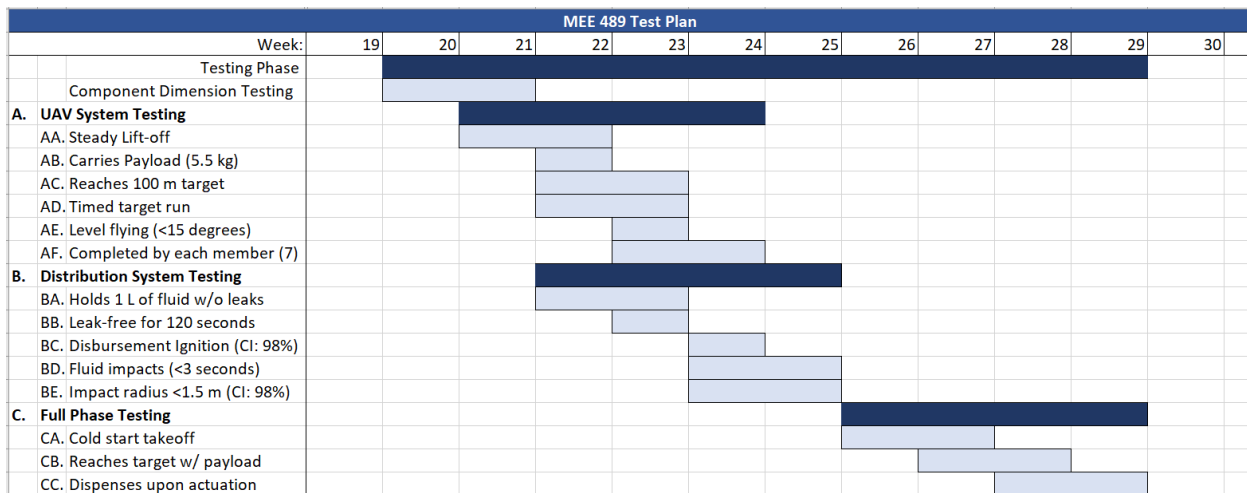 MEE 489 Test Plan
Week: 19 20 21 22 23 24 25 26 27 28 29 30
Testing Phase
Component Dimension Testing
A. UAV System Testing
AA. Steady Lift-off
AB. Carries Payload (5.5 kg)
AC. Reaches 100 m target
AD. Timed target run
AE. Level flying (<15 degrees)
AF. Completed by each member (7)
B. Distribution System Testing
BA. Holds 1 L of fluid w/o leaks
BB. Leak-free for 120 seconds
BC. Disbursement Ignition (CI: 98%)
BD. Fluid impacts (<3 seconds)
BE. Impact radius <1.5 m (CI: 98%)
C. Full Phase Testing
CA. Cold start takeoff
CB. Reaches target w/ payload
CC. Dispenses upon actuation